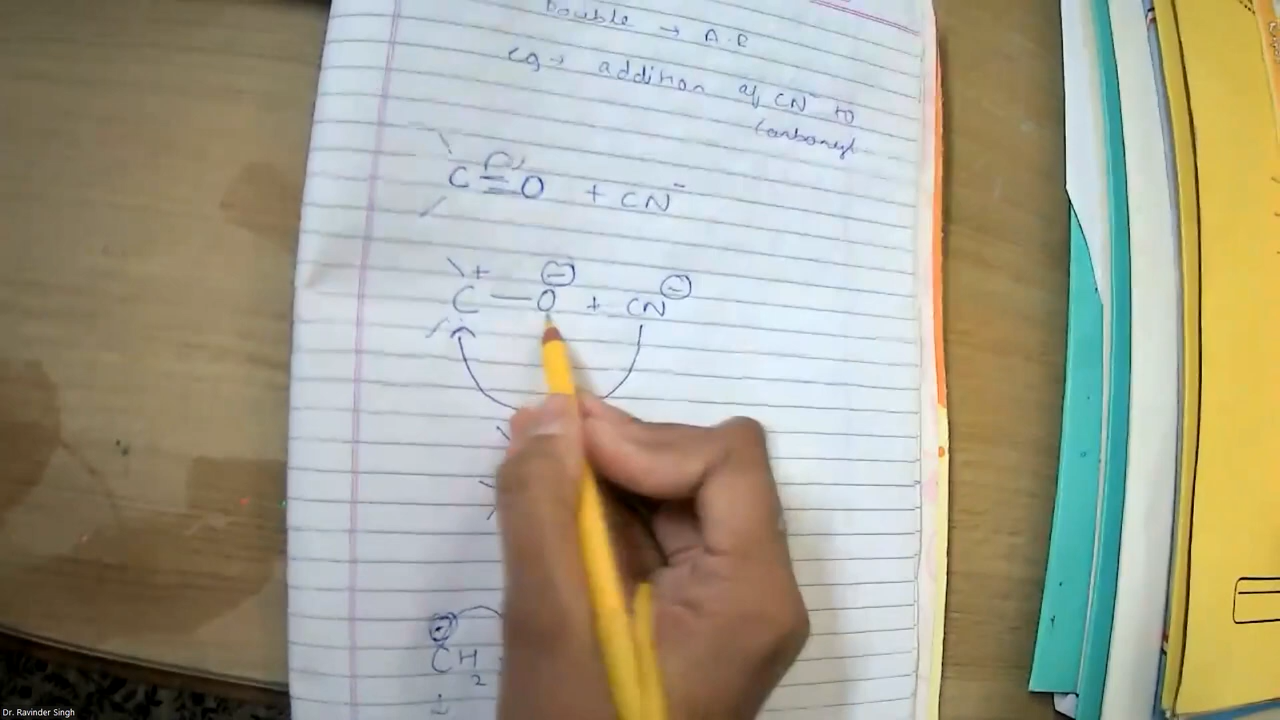 Double → A.E
eg → addition of CN⁻ to
Carbonyl
C=O + CN⁻
+ ⊖ ⊖
C — O + CN
⊖
CH₂
Dr. Ravinder Singh